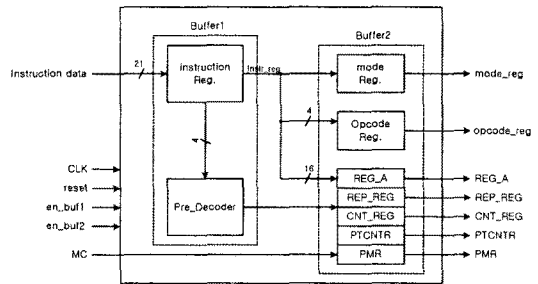 Buffer1
Buffer2
Instruction data
21
Instruction
Reg.
Instr_reg
mode
Reg.
mode_reg
4
Opcode
Reg.
opcode_reg
4
16
CLK
reset
en_buf1
en_buf2
MC
Pre_Decoder
REG_A
REG_A
REP_REG
REP_REG
CNT_REG
CNT_REG
PTCNTR
PTCNTR
PMR
PMR